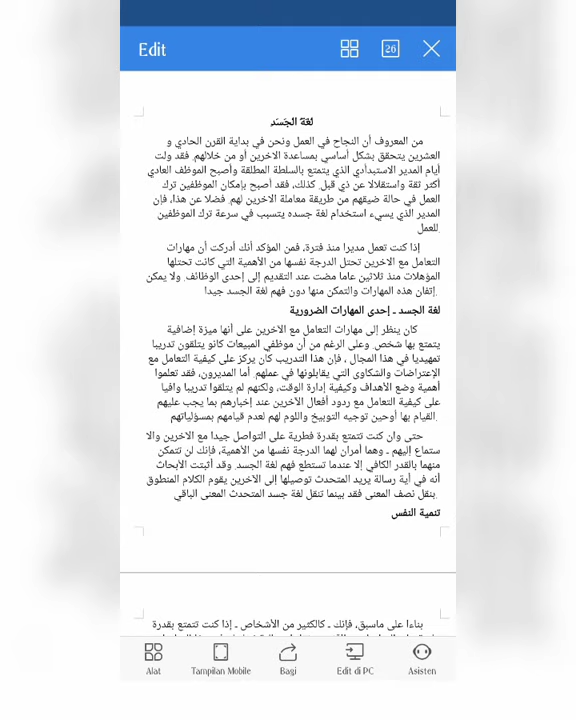 Edit
26
لغة الجَسَد
من المعروف أن النجاح في العمل ونحن في بداية القرن الحادي و
العشرين يتحقق بشكل أساسي بمساعدة الاخرين أو من خلالهم. فقد ولت
أيام المدير الاستبدادي الذي يتمتع بالسلطة المطلقة وأصبح الموظف العادي
أكثر ثقة واستقلالا عن ذي قبل. كذلك، فقد أصبح بإمكان الموظفين ترك
العمل في حالة ضيقهم من طريقة معاملة الاخرين لهم. فضلا عن هذا، فإن
المدير الذي يسيء استخدام لغة جسده يتسبب في سرعة ترك الموظفين
للعمل.
إذا كنت تعمل مديرا منذ فترة، فمن المؤكد أنك أدركت أن مهارات
التعامل مع الاخرين تحتل الدرجة نفسها من الأهمية التي كانت تحتلها
المؤهلات منذ ثلاثين عاما مضت عند التقديم إلى إحدى الوظائف. ولا يمكن
إتقان هذه المهارات والتمكن منها دون فهم لغة الجسد جيدا.
لغة الجسد ـ إحدى المهارات الضرورية
كان ينظر إلى مهارات التعامل مع الاخرين على أنها ميزة إضافية
يتمتع بها شخص. وعلى الرغم من أن موظفي المبيعات كانو يتلقون تدريبا
تمهيديا في هذا المجال ، فإن هذا التدريب كان يركز على كيفية التعامل مع
الإعتراضات والشكاوى التي يقابلونها في عملهم. أما المديرون، فقد تعلموا
أهمية وضع الأهداف وكيفية إدارة الوقت، ولكنهم لم يتلقوا تدريبا وافيا
على كيفية التعامل مع ردود أفعال الآخرين عند إخبارهم بما يجب عليهم
القيام بها أوحين توجيه التوبيخ واللوم لهم لعدم قيامهم بمسؤلياتهم.
حتى وان كنت تتمتع بقدرة فطرية على التواصل جيدا مع الاخرين والا
ستماع إليهم ـ وهما أمران لهما الدرجة نفسها من الأهمية، فإنك لن تتمكن
منهما بالقدر الكافي إلا عندما تستطع فهم لغة الجسد. وقد أثبتت الأبحاث
أنه في أية رسالة يريد المتحدث توصيلها إلى الآخرين يقوم الكلام المنطوق
بنقل نصف المعنى فقد بينما تنقل لغة جسد المتحدث المعنى الباقي.
تنمية النفس
بناءا على ماسبق، فإنك ـ كالكثير من الأشخاص ـ إذا كنت تتمتع بقدرة
Alat
Tampilan Mobile
Bagi
Edit di PC
Asisten